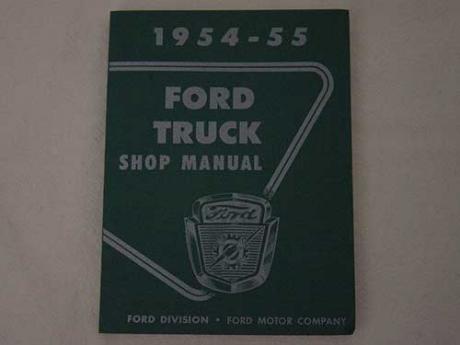 1954-55
FORD
TRUCK
SHOP MANUAL
Ford
FORD DIVISION • FORD MOTOR COMPANY